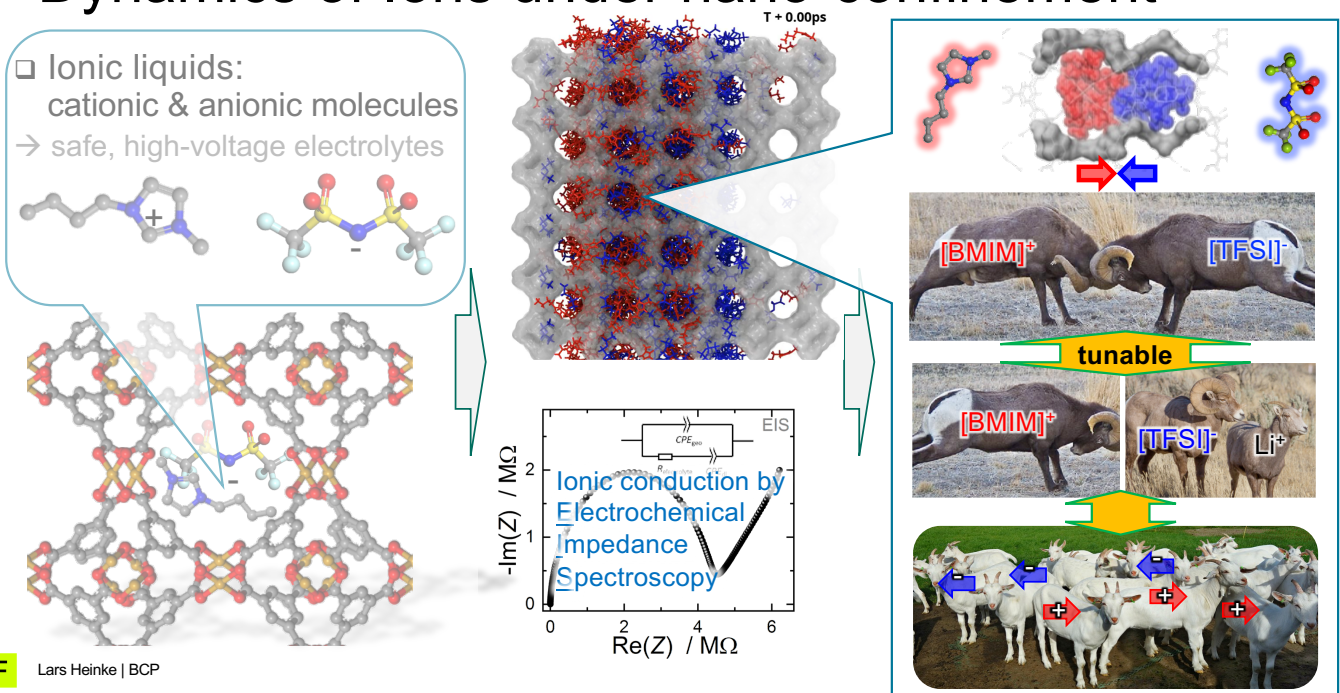 Dynamics of ions under nano-confinement
❑ Ionic liquids:
cationic & anionic molecules
→ safe, high-voltage electrolytes
+
-
-
T + 0.00ps
EIS
CPEgeo
Ionic conduction by
Electrochemical
Impedance
Spectroscopy
-Im(Z) / MΩ
2
1
0
0 2 4 6
Re(Z) / MΩ
[BMIM]+
[TFSI]-
tunable
[BMIM]+
[TFSI]-
Li+
- - -
+ + +
F
Lars Heinke | BCP